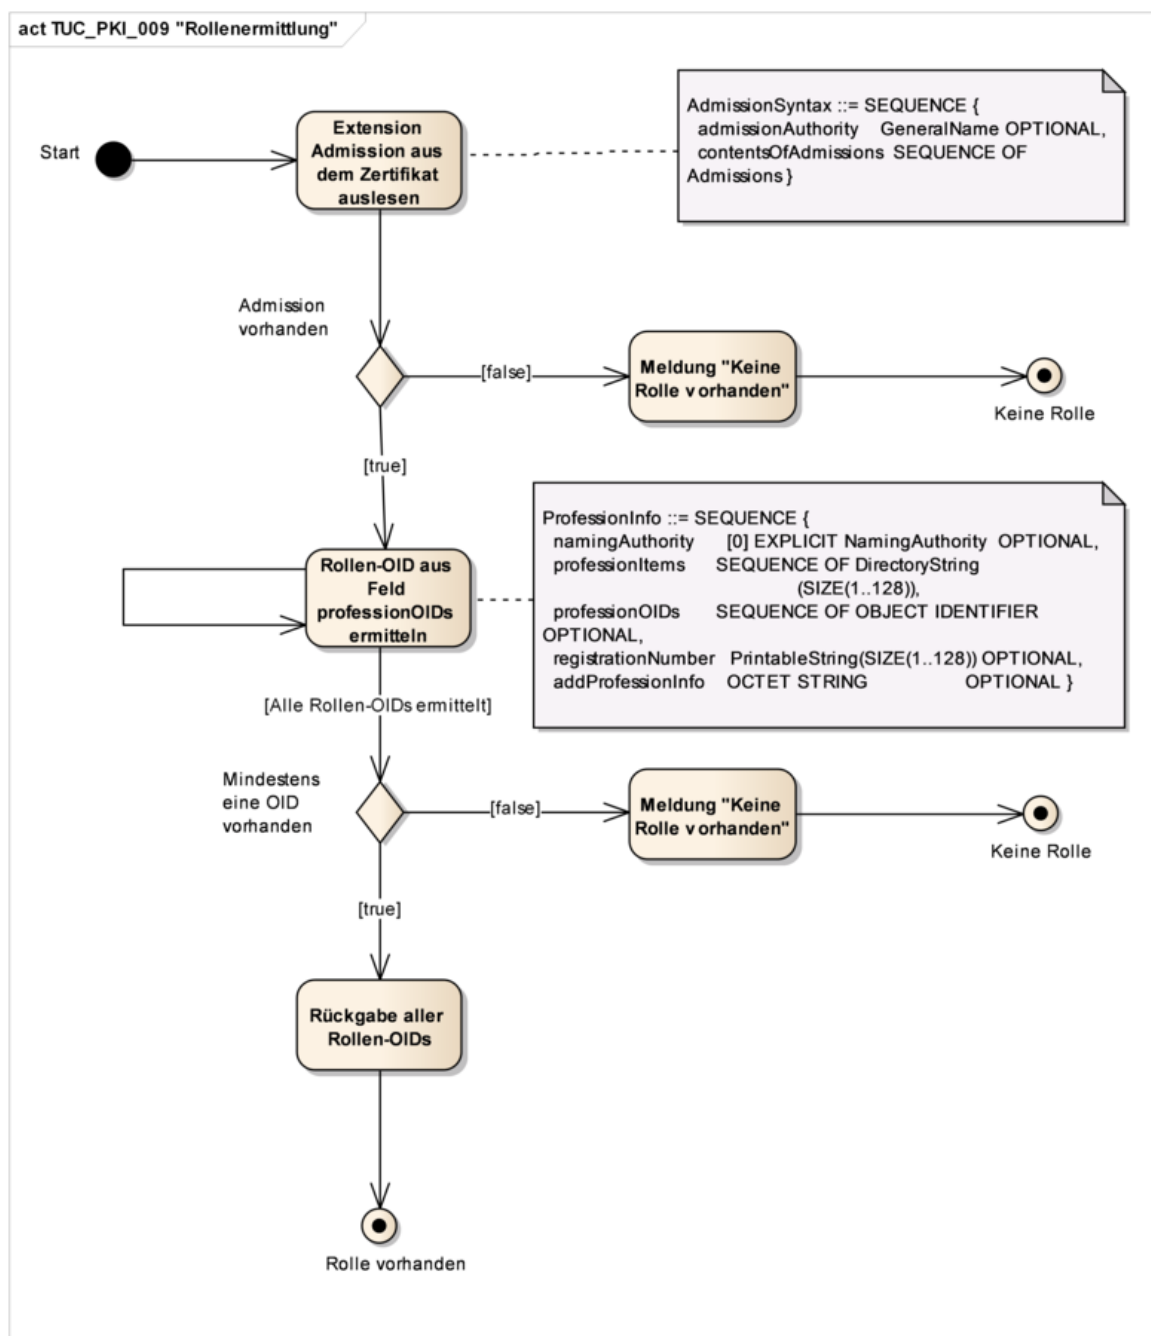 act TUC_PKI_009 "Rollenermittlung"
Start
Extension
Admission aus
dem Zertifikat
auslesen
AdmissionSyntax ::= SEQUENCE {
admissionAuthority GeneralName OPTIONAL,
contentsOfAdmissions SEQUENCE OF
Admissions }
Admission
vorhanden
[false]
Meldung "Keine
Rolle vorhanden"
Keine Rolle
[true]
Rollen-OID aus
Feld
professionOIDs
ermitteln
ProfessionInfo ::= SEQUENCE {
namingAuthority [0] EXPLICIT NamingAuthority OPTIONAL,
professionItems SEQUENCE OF DirectoryString
(SIZE(1..128)),
professionOIDs SEQUENCE OF OBJECT IDENTIFIER
OPTIONAL,
registrationNumber PrintableString(SIZE(1..128)) OPTIONAL,
addProfessionInfo OCTET STRING OPTIONAL }
[Alle Rollen-OIDs ermittelt]
Mindestens
eine OID
vorhanden
[false]
Meldung "Keine
Rolle vorhanden"
Keine Rolle
[true]
Rückgabe aller
Rollen-OIDs
Rolle vorhanden